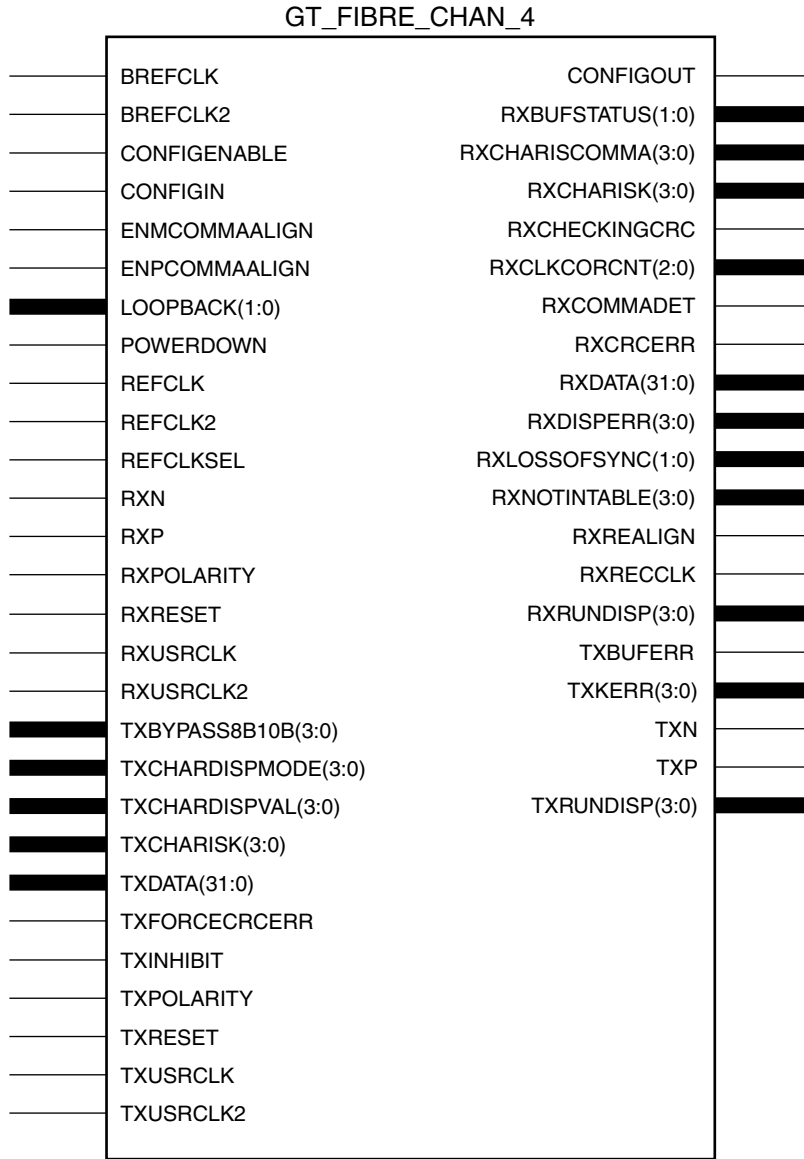 GT_FIBRE_CHAN_4
BREFCLK
BREFCLK2
CONFIGENABLE
CONFIGIN
ENMCOMMAALIGN
ENPCOMMAALIGN
LOOPBACK(1:0)
POWERDOWN
REFCLK
REFCLK2
REFCLKSEL
RXN
RXP
RXPOLARITY
RXRESET
RXUSRCLK
RXUSRCLK2
TXBYPASS8B10B(3:0)
TXCHARDISPMODE(3:0)
TXCHARDISPVAL(3:0)
TXCHARISK(3:0)
TXDATA(31:0)
TXFORCECRCERR
TXINHIBIT
TXPOLARITY
TXRESET
TXUSRCLK
TXUSRCLK2
CONFIGOUT
RXBUFSTATUS(1:0)
RXCHARISCOMMA(3:0)
RXCHARISK(3:0)
RXCHECKINGCRC
RXCLKCORCNT(2:0)
RXCOMMADET
RXCRCERR
RXDATA(31:0)
RXDISPERR(3:0)
RXLOSSOFSYNC(1:0)
RXNOTINTABLE(3:0)
RXREALIGN
RXRECCLK
RXRUNDISP(3:0)
TXBUFERR
TXKERR(3:0)
TXN
TXP
TXRUNDISP(3:0)